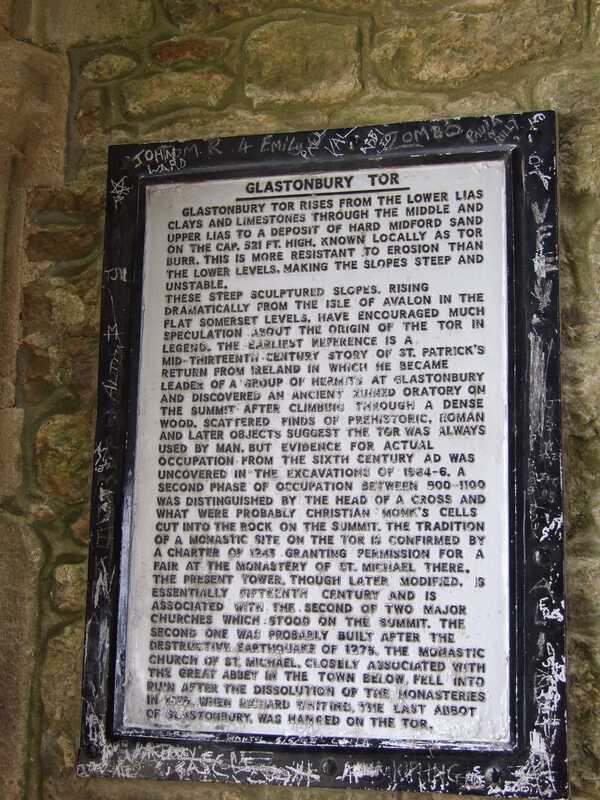 JOHN WARD M.R 4 Emily
GLASTONBURY TOR
GLASTONBURY TOR RISES FROM THE LOWER LIAS
CLAYS AND LIMESTONES THROUGH THE MIDDLE AND
UPPER LIAS TO A DEPOSIT OF HARD MIDFORD SAND
ON THE CAP. 521 FT. HIGH. KNOWN LOCALLY AS TOR
BURR. THIS IS MORE RESISTANT TO EROSION THAN
THE LOWER LEVELS, MAKING THE SLOPES STEEP AND
UNSTABLE.
THESE STEEP SCULPTURED SLOPES, RISING
DRAMATICALLY FROM THE ISLE OF AVALON IN THE
FLAT SOMERSET LEVELS, HAVE ENCOURAGED MUCH
SPECULATION ABOUT THE ORIGIN OF THE TOR IN
LEGEND. THE EARLIEST REFERENCE IS A
MID-THIRTEENTH-CENTURY STORY OF ST. PATRICK'S
RETURN FROM IRELAND IN WHICH HE BECAME
LEADER OF A GROUP OF HERMITS AT GLASTONBURY
AND DISCOVERED AN ANCIENT RUINED ORATORY ON
THE SUMMIT AFTER CLIMBING THROUGH A DENSE
WOOD. SCATTERED FINDS OF PREHISTORIC, ROMAN
AND LATER OBJECTS SUGGEST THE TOR WAS ALWAYS
USED BY MAN, BUT EVIDENCE FOR ACTUAL
OCCUPATION FROM THE SIXTH CENTURY AD WAS
UNCOVERED IN THE EXCAVATIONS OF 1964-6. A
SECOND PHASE OF OCCUPATION BETWEEN 900-1100
WAS DISTINGUISHED BY THE HEAD OF A CROSS AND
WHAT WERE PROBABLY CHRISTIAN MONK'S CELLS
CUT INTO THE ROCK ON THE SUMMIT. THE TRADITION
OF A MONASTIC SITE ON THE TOR IS CONFIRMED BY
A CHARTER OF 1243 GRANTING PERMISSION FOR A
FAIR AT THE MONASTERY OF ST. MICHAEL THERE.
THE PRESENT TOWER, THOUGH LATER MODIFIED, IS
ESSENTIALLY FIFTEENTH CENTURY AND IS
ASSOCIATED WITH THE SECOND OF TWO MAJOR
CHURCHES WHICH STOOD ON THE SUMMIT. THE
SECOND ONE WAS PROBABLY BUILT AFTER THE
DESTRUCTIVE EARTHQUAKE OF 1275. THE MONASTIC
CHURCH OF ST. MICHAEL, CLOSELY ASSOCIATED WITH
THE GREAT ABBEY IN THE TOWN BELOW, FELL INTO
RUIN AFTER THE DISSOLUTION OF THE MONASTERIES
IN WHEN RICHARD WHITING, THE LAST ABBOT
OF GLASTONBURY, WAS HANGED ON THE TOR.